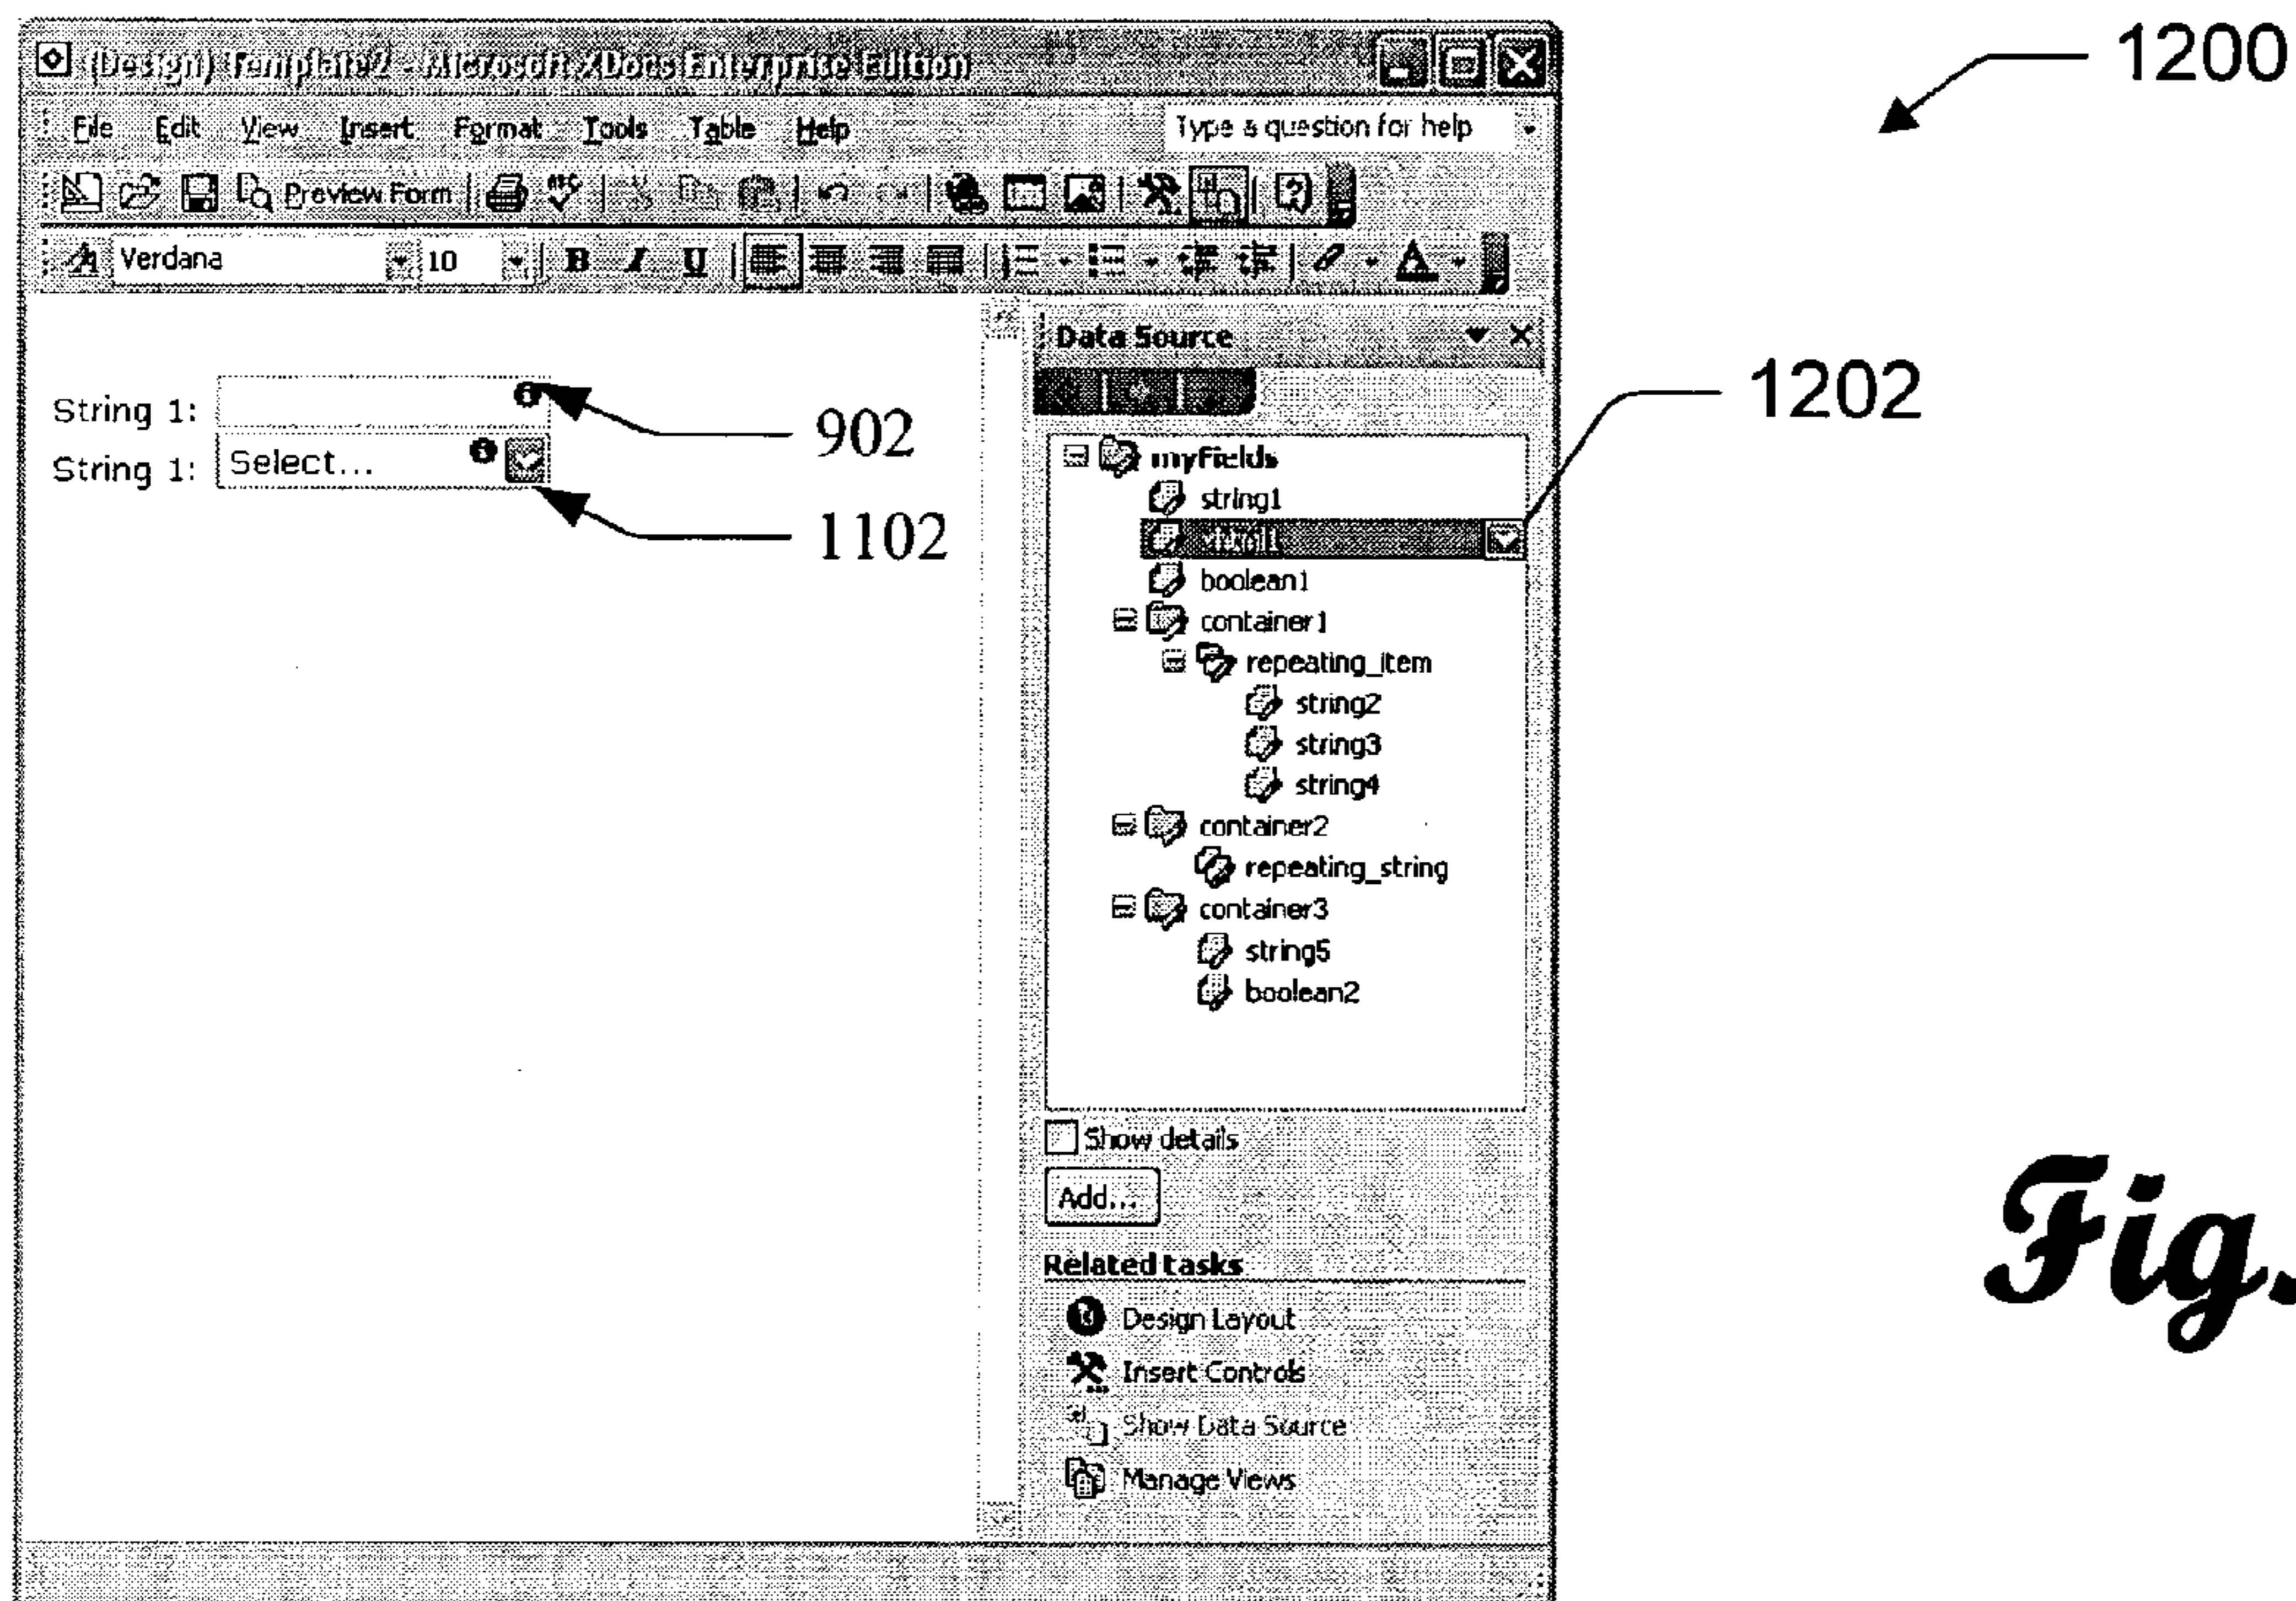 (Design) Template2 - Microsoft XDocs Enterprise Edition
1200
File Edit View Insert Format Tools Table Help
Type a question for help
Preview Form
Verdana 10 B I U A
Data Source
String 1:
902
1202
String 1: Select...
1102
myFields
string1
boolean1
container1
repeating_item
string2
string3
string4
container2
repeating_string
container3
string5
boolean2
Show details
Add...
Related tasks
Design Layout
Insert Controls
Show Data Source
Manage Views
Fig.